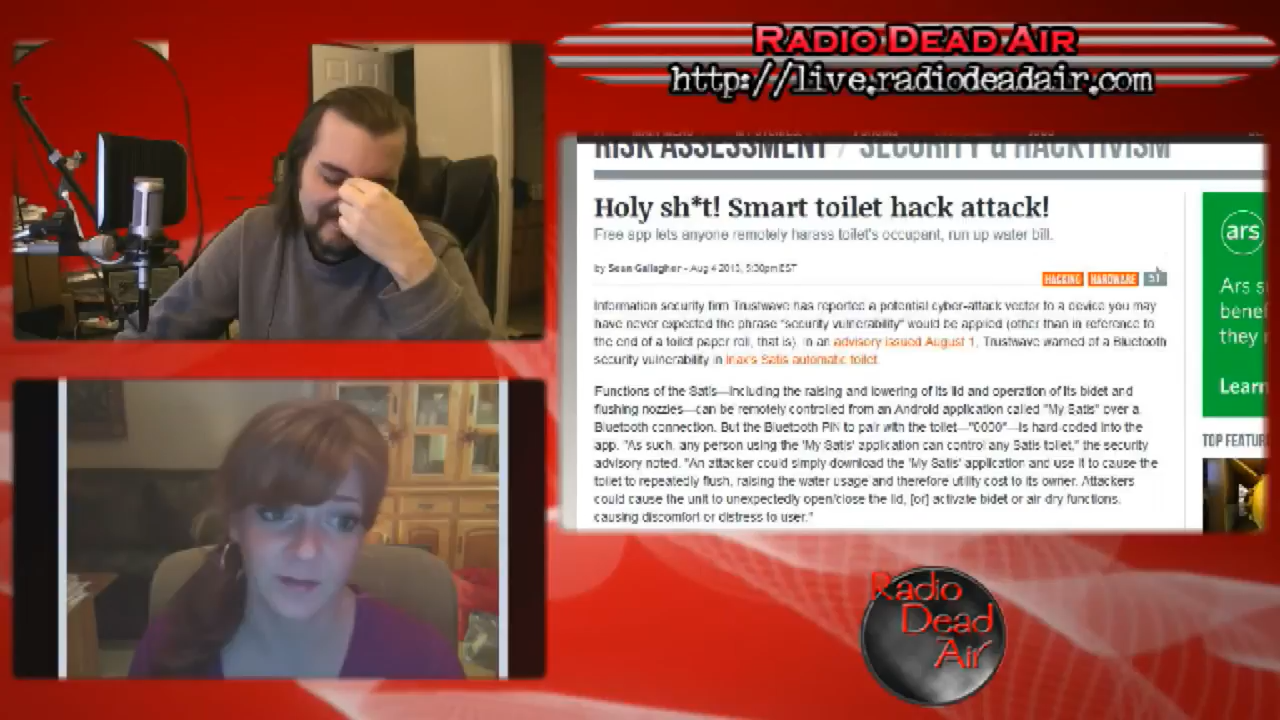 RADIO DEAD AIR
http://live.radiodeadair.com
RISK ASSESSMENT / SECURITY & HACKTIVISM
Holy sh*t! Smart toilet hack attack!
Free app lets anyone remotely harass toilet's occupant, run up water bill.
by Sean Gallagher - Aug 4 2013, 5:30pm EST
HACKING HARDWARE 51
Information security firm Trustwave has reported a potential cyber-attack vector to a device you may
have never expected the phrase "security vulnerability" would be applied (other than in reference to
the end of a toilet paper roll, that is). In an advisory issued August 1, Trustwave warned of a Bluetooth
security vulnerability in Inax's Satis automatic toilet.
Functions of the Satis—including the raising and lowering of its lid and operation of its bidet and
flushing nozzles—can be remotely controlled from an Android application called "My Satis" over a
Bluetooth connection. But the Bluetooth PIN to pair with the toilet—"0000"—is hard-coded into the
app. "As such, any person using the 'My Satis' application can control any Satis toilet," the security
advisory noted. "An attacker could simply download the 'My Satis' application and use it to cause the
toilet to repeatedly flush, raising the water usage and therefore utility cost to its owner. Attackers
could cause the unit to unexpectedly open/close the lid, [or] activate bidet or air dry functions,
causing discomfort or distress to user."
ars
Ars s
benef
they
Learn
TOP FEATUR
Radio
Dead
Air